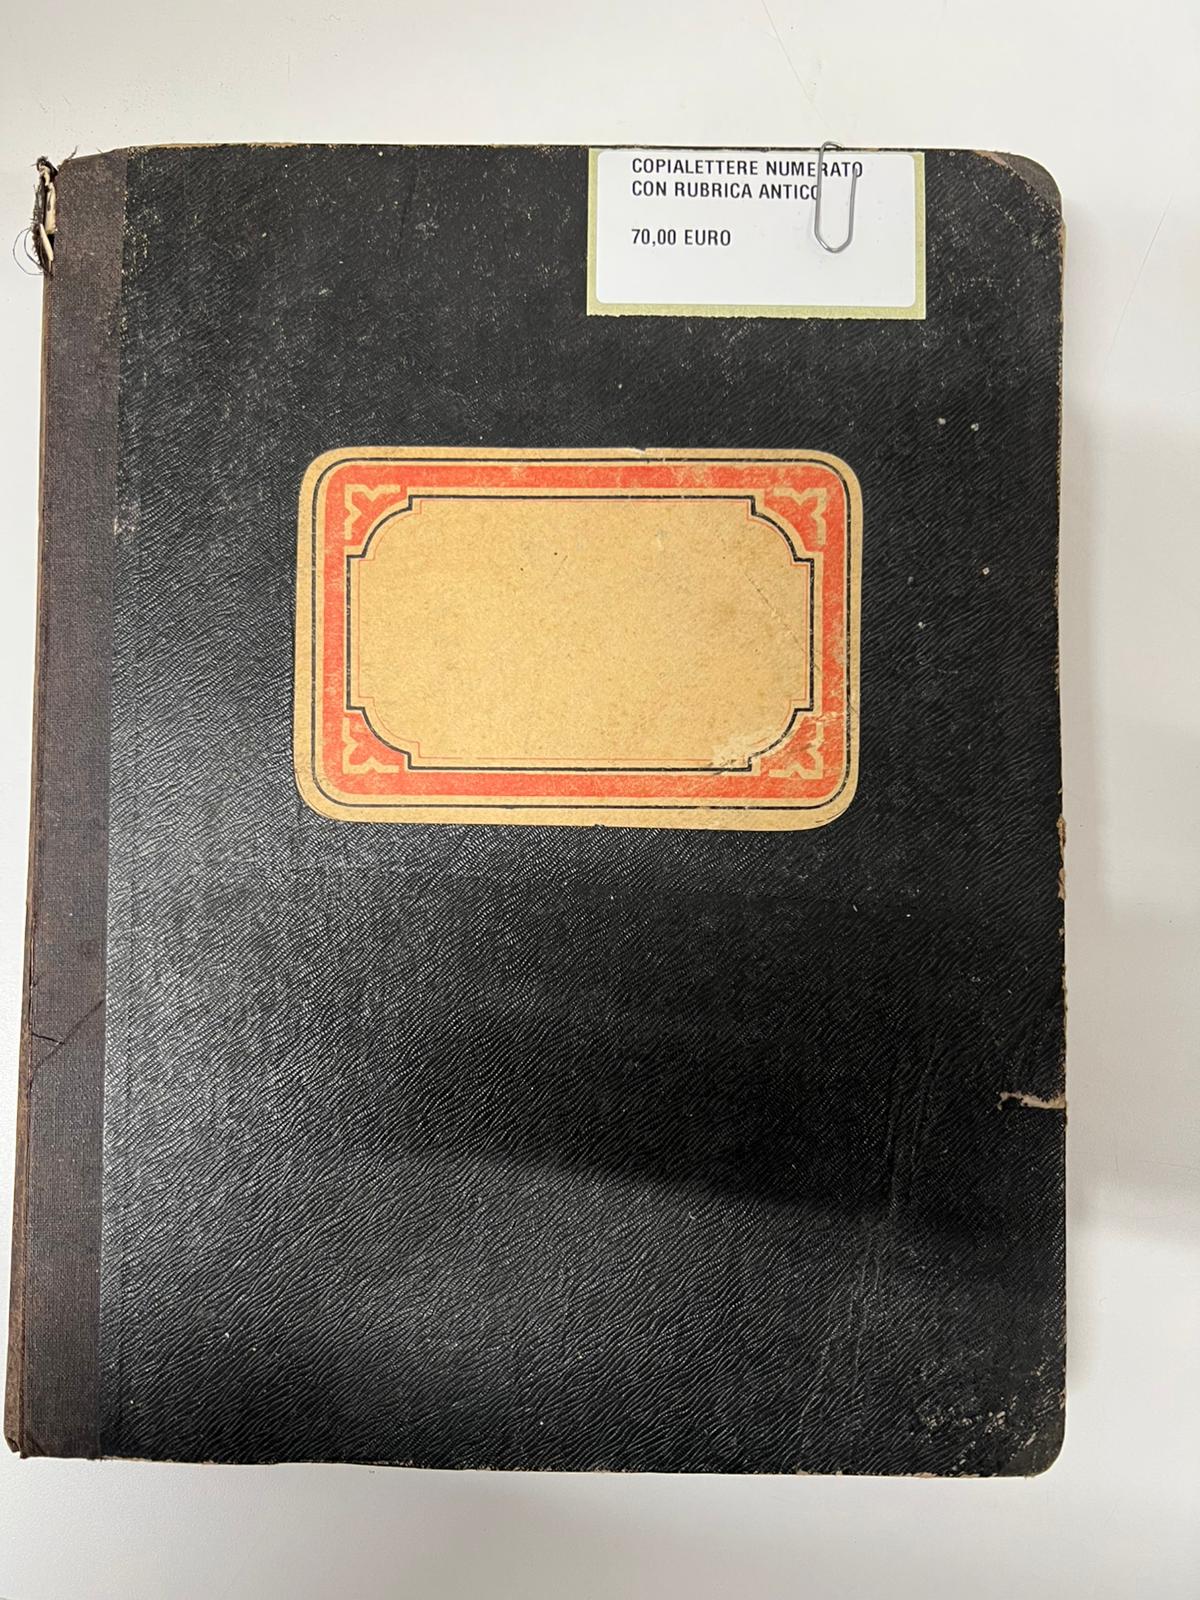 COPIALETTERE NUMERATO
CON RUBRICA ANTICO
70,00 EURO